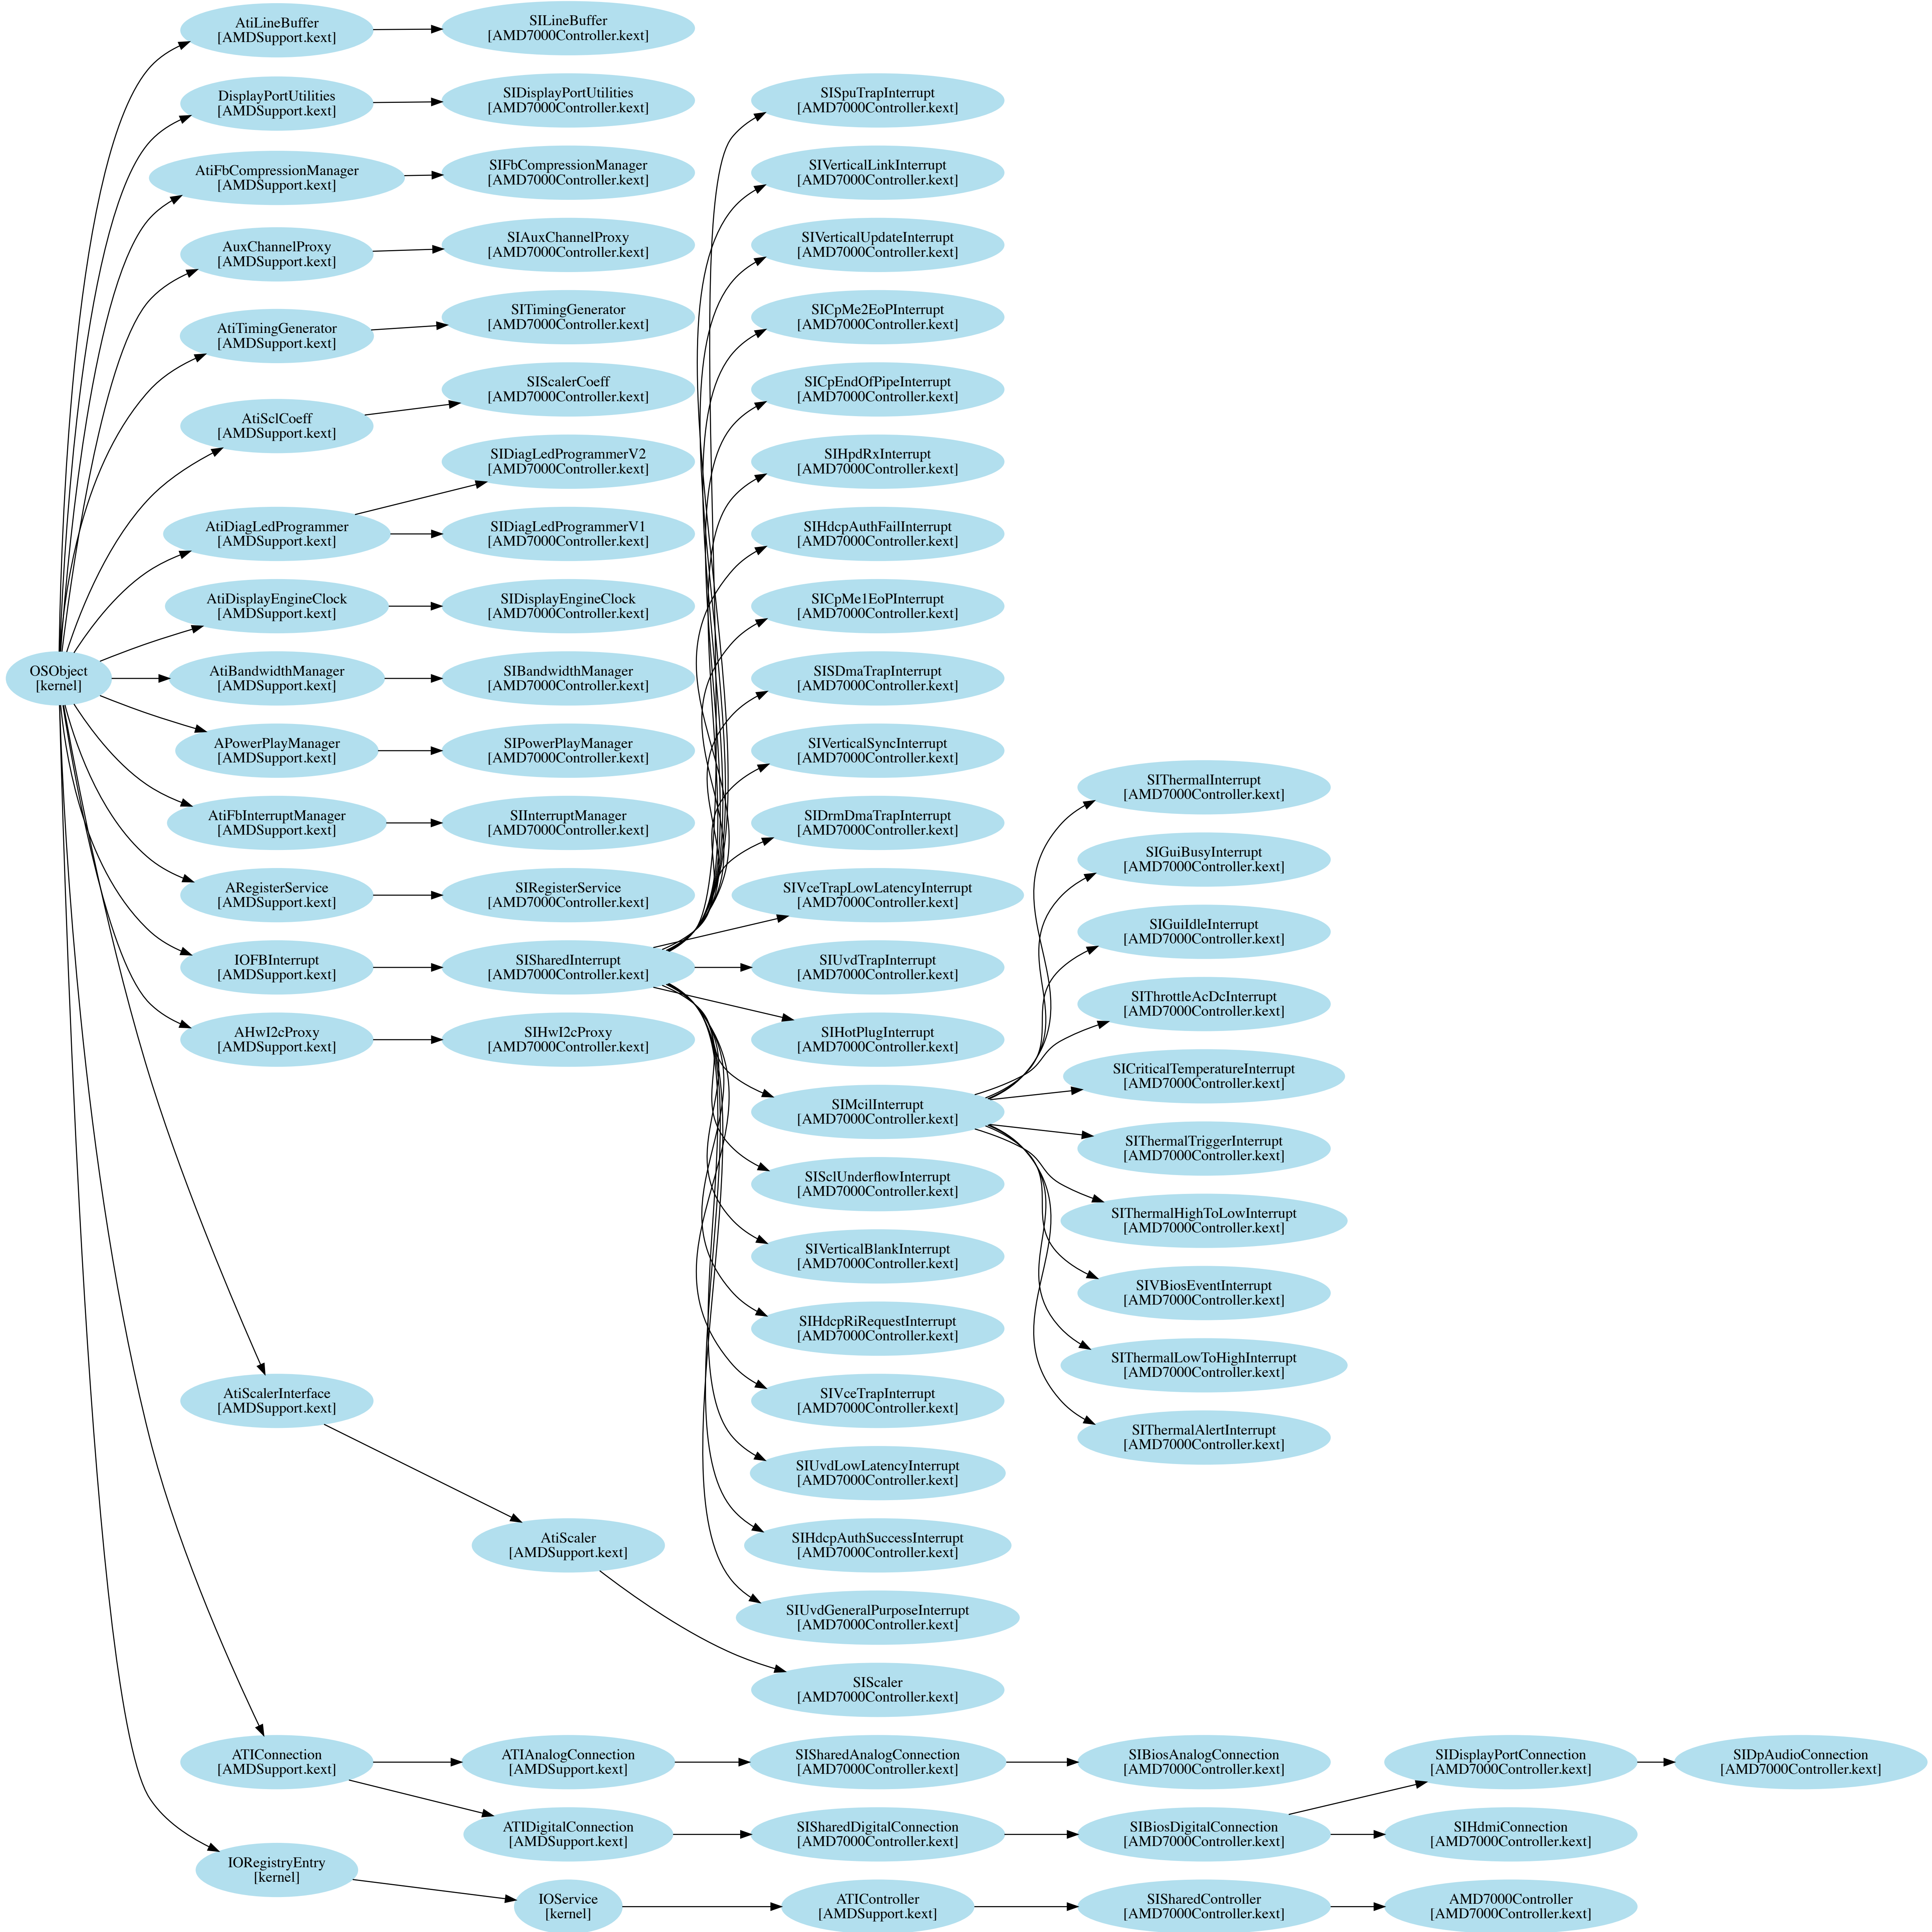 AtiLineBuffer
[AMDSupport.kext]
SILineBuffer
[AMD7000Controller.kext]
DisplayPortUtilities
[AMDSupport.kext]
SIDisplayPortUtilities
[AMD7000Controller.kext]
SISpuTrapInterrupt
[AMD7000Controller.kext]
AtiFbCompressionManager
[AMDSupport.kext]
SIFbCompressionManager
[AMD7000Controller.kext]
SIVerticalLinkInterrupt
[AMD7000Controller.kext]
AuxChannelProxy
[AMDSupport.kext]
SIAuxChannelProxy
[AMD7000Controller.kext]
SIVerticalUpdateInterrupt
[AMD7000Controller.kext]
AtiTimingGenerator
[AMDSupport.kext]
SITimingGenerator
[AMD7000Controller.kext]
SICpMe2EoPInterrupt
[AMD7000Controller.kext]
AtiSclCoeff
[AMDSupport.kext]
SIScalerCoeff
[AMD7000Controller.kext]
SICpEndOfPipeInterrupt
[AMD7000Controller.kext]
SIDiagLedProgrammerV2
[AMD7000Controller.kext]
SIHpdRxInterrupt
[AMD7000Controller.kext]
AtiDiagLedProgrammer
[AMDSupport.kext]
SIDiagLedProgrammerV1
[AMD7000Controller.kext]
SIHdcpAuthFailInterrupt
[AMD7000Controller.kext]
AtiDisplayEngineClock
[AMDSupport.kext]
SIDisplayEngineClock
[AMD7000Controller.kext]
SICpMe1EoPInterrupt
[AMD7000Controller.kext]
OSObject
[kernel]
AtiBandwidthManager
[AMDSupport.kext]
SIBandwidthManager
[AMD7000Controller.kext]
SISDmaTrapInterrupt
[AMD7000Controller.kext]
APowerPlayManager
[AMDSupport.kext]
SIPowerPlayManager
[AMD7000Controller.kext]
SIVerticalSyncInterrupt
[AMD7000Controller.kext]
SIThermalInterrupt
[AMD7000Controller.kext]
AtiFbInterruptManager
[AMDSupport.kext]
SIInterruptManager
[AMD7000Controller.kext]
SIDrmDmaTrapInterrupt
[AMD7000Controller.kext]
SIGuiBusyInterrupt
[AMD7000Controller.kext]
ARegisterService
[AMDSupport.kext]
SIRegisterService
[AMD7000Controller.kext]
SIVceTrapLowLatencyInterrupt
[AMD7000Controller.kext]
SIGuiIdleInterrupt
[AMD7000Controller.kext]
IOFBInterrupt
[AMDSupport.kext]
SISharedInterrupt
[AMD7000Controller.kext]
SIUvdTrapInterrupt
[AMD7000Controller.kext]
SIThrottleAcDcInterrupt
[AMD7000Controller.kext]
AHwI2cProxy
[AMDSupport.kext]
SIHwI2cProxy
[AMD7000Controller.kext]
SIHotPlugInterrupt
[AMD7000Controller.kext]
SICriticalTemperatureInterrupt
[AMD7000Controller.kext]
SIMcilInterrupt
[AMD7000Controller.kext]
SIThermalTriggerInterrupt
[AMD7000Controller.kext]
SISclUnderflowInterrupt
[AMD7000Controller.kext]
SIThermalHighToLowInterrupt
[AMD7000Controller.kext]
SIVerticalBlankInterrupt
[AMD7000Controller.kext]
SIVBiosEventInterrupt
[AMD7000Controller.kext]
SIHdcpRiRequestInterrupt
[AMD7000Controller.kext]
SIThermalLowToHighInterrupt
[AMD7000Controller.kext]
AtiScalerInterface
[AMDSupport.kext]
SIVceTrapInterrupt
[AMD7000Controller.kext]
SIThermalAlertInterrupt
[AMD7000Controller.kext]
SIUvdLowLatencyInterrupt
[AMD7000Controller.kext]
AtiScaler
[AMDSupport.kext]
SIHdcpAuthSuccessInterrupt
[AMD7000Controller.kext]
SIUvdGeneralPurposeInterrupt
[AMD7000Controller.kext]
SIScaler
[AMD7000Controller.kext]
ATIConnection
[AMDSupport.kext]
ATIAnalogConnection
[AMDSupport.kext]
SISharedAnalogConnection
[AMD7000Controller.kext]
SIBiosAnalogConnection
[AMD7000Controller.kext]
SIDisplayPortConnection
[AMD7000Controller.kext]
SIDpAudioConnection
[AMD7000Controller.kext]
ATIDigitalConnection
[AMDSupport.kext]
SISharedDigitalConnection
[AMD7000Controller.kext]
SIBiosDigitalConnection
[AMD7000Controller.kext]
SIHdmiConnection
[AMD7000Controller.kext]
IORegistryEntry
[kernel]
IOService
[kernel]
ATIController
[AMDSupport.kext]
SISharedController
[AMD7000Controller.kext]
AMD7000Controller
[AMD7000Controller.kext]